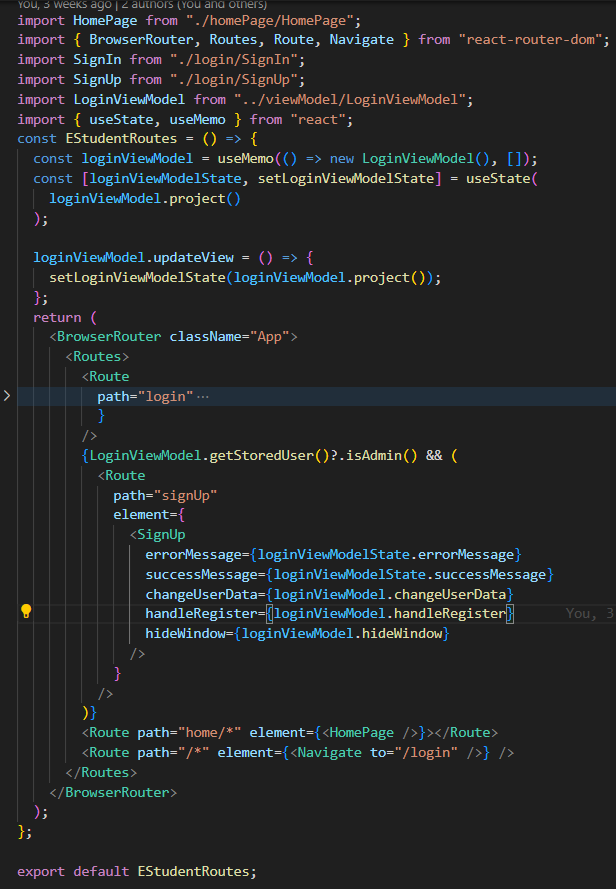 You, 3 weeks ago | 2 authors (You and others)
import HomePage from "./homePage/HomePage";
import { BrowserRouter, Routes, Route, Navigate } from "react-router-dom";
import SignIn from "./login/SignIn";
import SignUp from "./login/SignUp";
import LoginViewModel from "../viewModel/LoginViewModel";
import { useState, useMemo } from "react";
const EStudentRoutes = () => {
  const loginViewModel = useMemo(() => new LoginViewModel(), []);
  const [loginViewModelState, setLoginViewModelState] = useState(
    loginViewModel.project()
  );

  loginViewModel.updateView = () => {
    setLoginViewModelState(loginViewModel.project());
  };
  return (
    <BrowserRouter className="App">
      <Routes>
        <Route
          path="login" ...
          }
        />
        {LoginViewModel.getStoredUser()?.isAdmin() && (
          <Route
            path="signUp"
            element={
              <SignUp
                errorMessage={loginViewModelState.errorMessage}
                successMessage={loginViewModelState.successMessage}
                changeUserData={loginViewModel.changeUserData}
                handleRegister={loginViewModel.handleRegister} You, 3
                hideWindow={loginViewModel.hideWindow}
              />
            }
          />
        )}
        <Route path="home/*" element={<HomePage />}></Route>
        <Route path="/*" element={<Navigate to="/login" />} />
      </Routes>
    </BrowserRouter>
  );
};

export default EStudentRoutes;